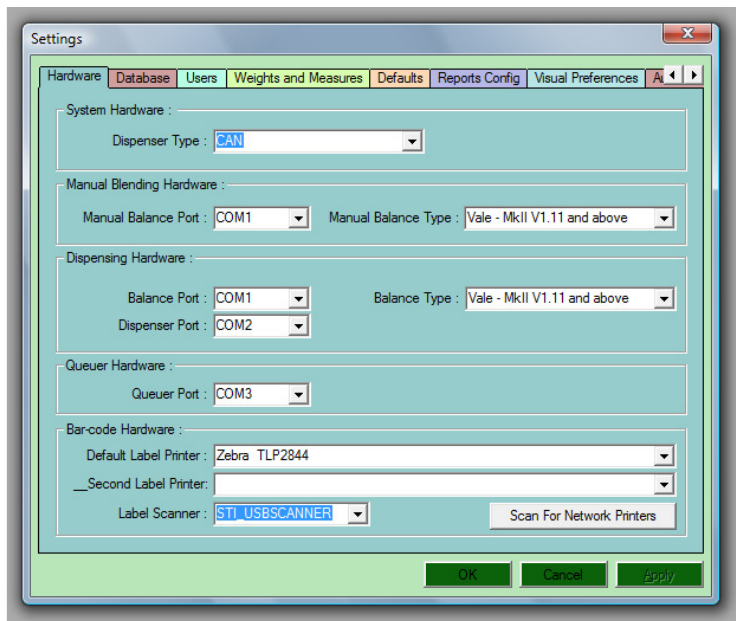 Settings
Hardware Database Users Weights and Measures Defaults Reports Config Visual Preferences
System Hardware :
Dispenser Type : CAN
Manual Blending Hardware :
Manual Balance Port : COM1 Manual Balance Type : Vale - MkII V1.11 and above
Dispensing Hardware :
Balance Port : COM1 Balance Type : Vale - MkII V1.11 and above
Dispenser Port : COM2
Queuer Hardware :
Queuer Port : COM3
Bar-code Hardware :
Default Label Printer : Zebra TLP2844
__Second Label Printer:
Label Scanner : STI_USBSCANNER Scan For Network Printers
OK Cancel Apply